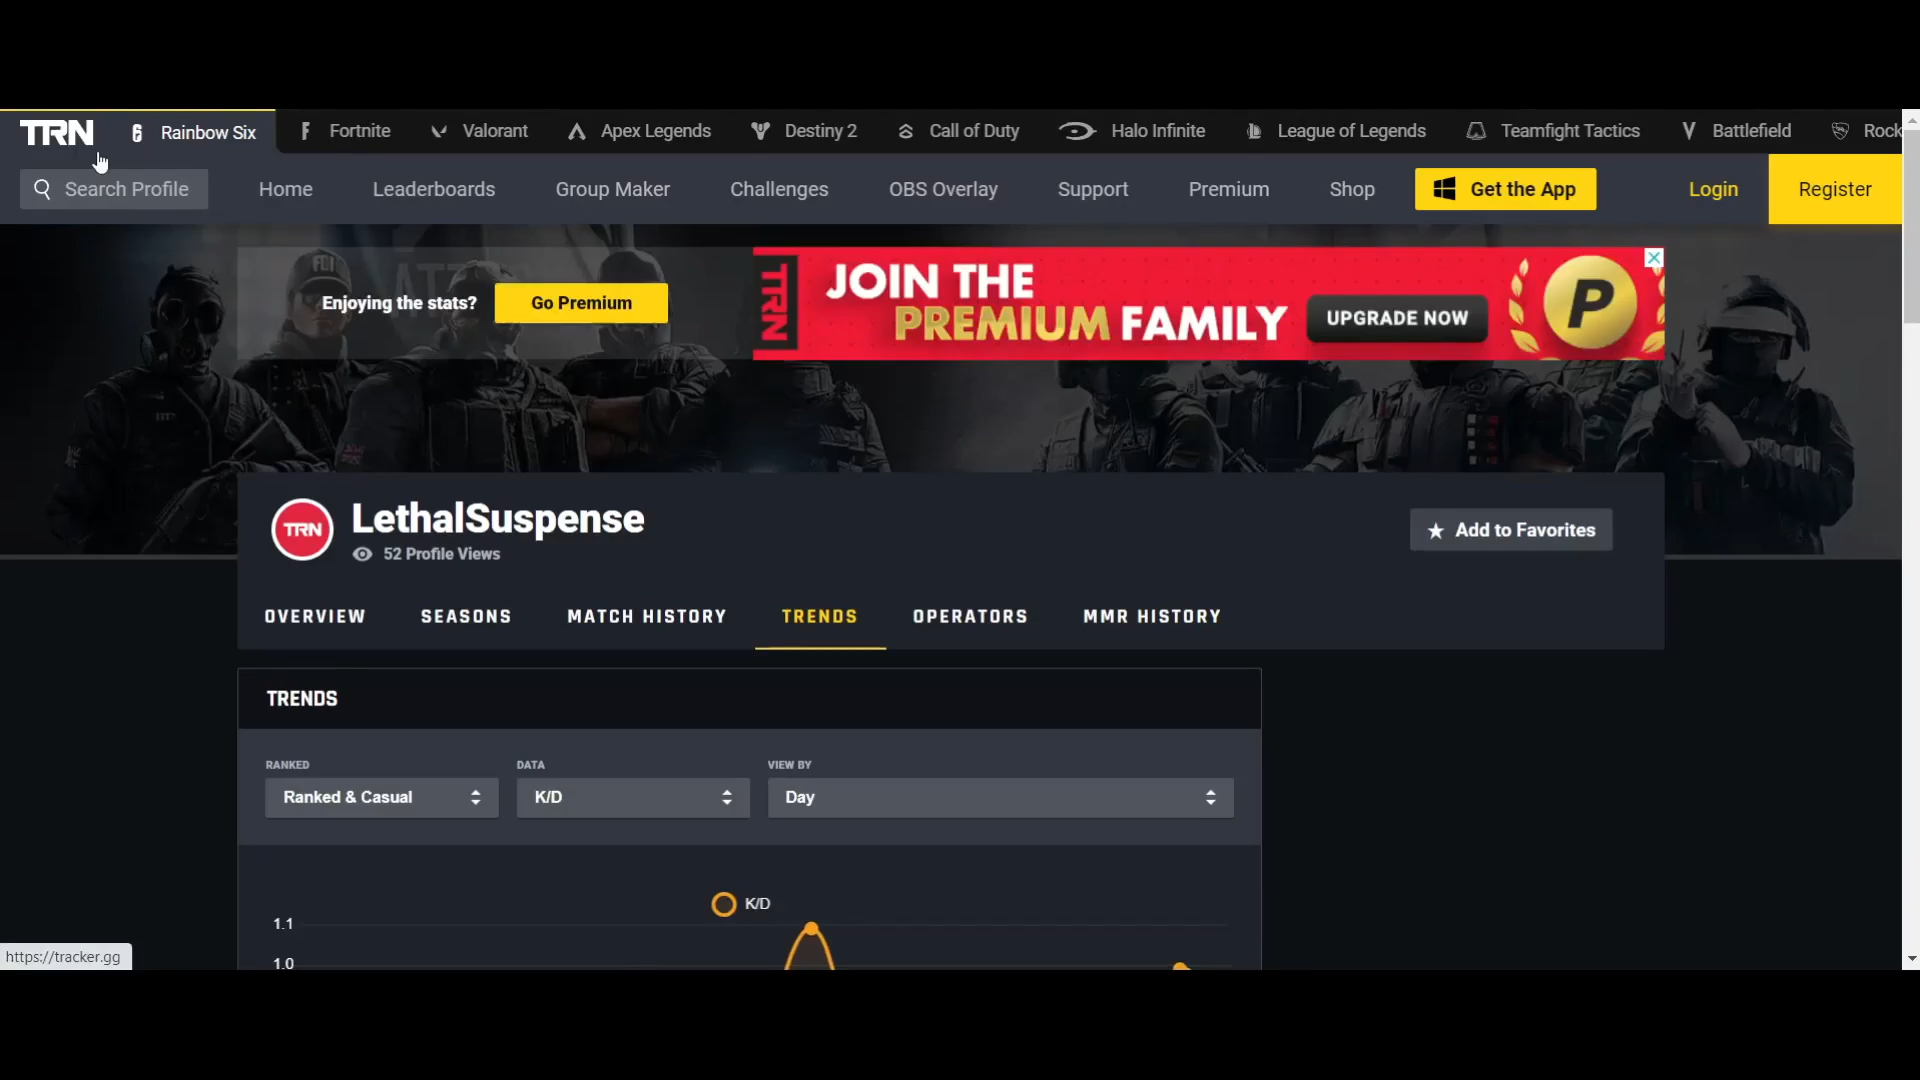 TRN Rainbow Six Fortnite Valorant Apex Legends Destiny 2 Call of Duty Halo Infinite League of Legends Teamfight Tactics Battlefield Rock
Search Profile Home Leaderboards Group Maker Challenges OBS Overlay Support Premium Shop Get the App Login Register
Enjoying the stats? Go Premium
TRN
JOIN THE
PREMIUM FAMILY
UPGRADE NOW
P
TRN
LethalSuspense
52 Profile Views
Add to Favorites
OVERVIEW SEASONS MATCH HISTORY TRENDS OPERATORS MMR HISTORY
TRENDS
RANKED DATA VIEW BY
Ranked & Casual K/D Day
K/D
1.1
1.0
https://tracker.gg